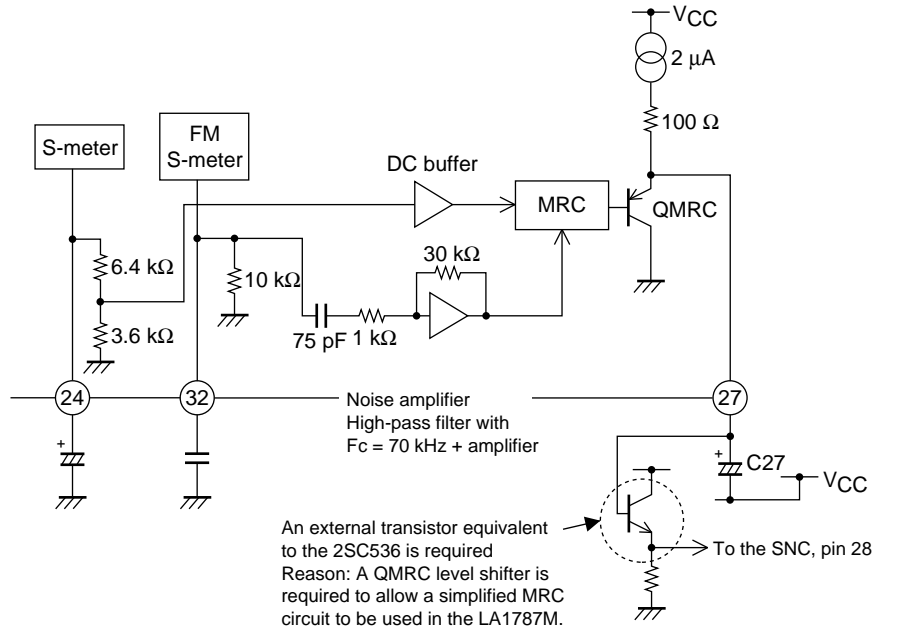 VCC
2 μA
100 Ω
S-meter
FM
S-meter
DC buffer
MRC
QMRC
6.4 kΩ
10 kΩ
30 kΩ
3.6 kΩ
75 pF
1 kΩ
24
32
27
Noise amplifier
High-pass filter with
Fc = 70 kHz + amplifier
+
+
C27
VCC
An external transistor equivalent
to the 2SC536 is required
Reason: A QMRC level shifter is
required to allow a simplified MRC
circuit to be used in the LA1787M.
To the SNC, pin 28